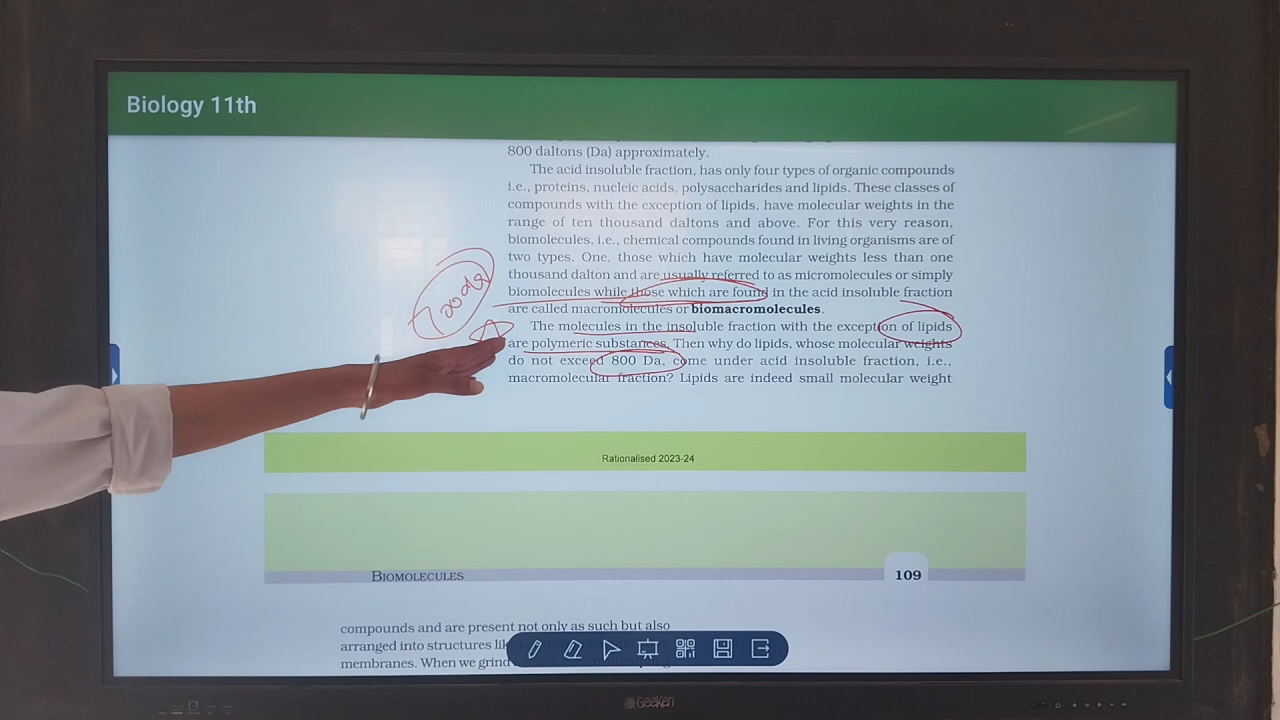 Biology 11th
800 daltons (Da) approximately.
The acid insoluble fraction, has only four types of organic compounds
i.e., proteins, nucleic acids, polysaccharides and lipids. These classes of
compounds with the exception of lipids, have molecular weights in the
range of ten thousand daltons and above. For this very reason,
biomolecules, i.e., chemical compounds found in living organisms are of
two types. One, those which have molecular weights less than one
thousand dalton and are usually referred to as micromolecules or simply
biomolecules while those which are found in the acid insoluble fraction
are called macromolecules or biomacromolecules.
The molecules in the insoluble fraction with the exception of lipids
are polymeric substances. Then why do lipids, whose molecular weights
do not exceed 800 Da, come under acid insoluble fraction, i.e.,
macromolecular fraction? Lipids are indeed small molecular weight
Rationalised 2023-24
BIOMOLECULES
109
compounds and are present not only as such but also
arranged into structures
membranes. When we grind
GeeKen